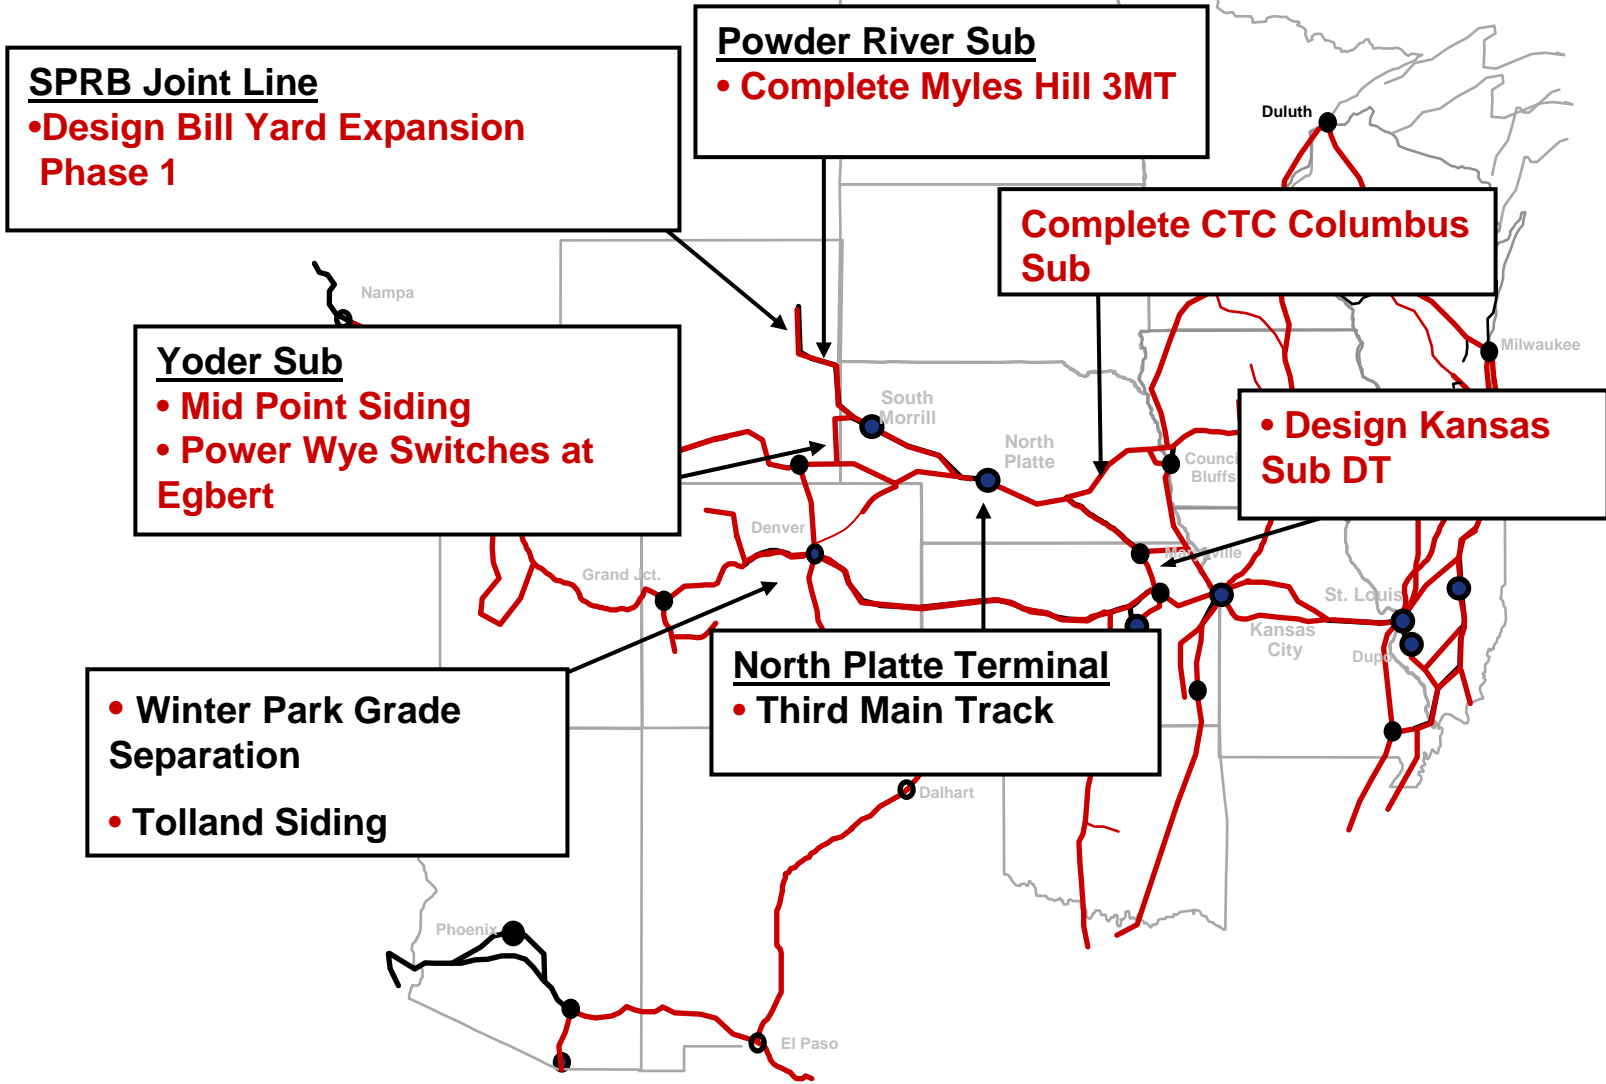 Powder River Sub
• Complete Myles Hill 3MT
SPRB Joint Line
•Design Bill Yard Expansion
Phase 1
Duluth
Complete CTC Columbus
Sub
Nampa
Milwaukee
Yoder Sub
• Mid Point Siding
• Power Wye Switches at
Egbert
South
Morrill
North
Platte
Bluffs
• Design Kansas
Sub DT
Denver
Grand Jct.
St. Louis
Kansas
City
North Platte Terminal
• Third Main Track
• Winter Park Grade
Separation
• Tolland Siding
Dalhart
Phoenix
El Paso